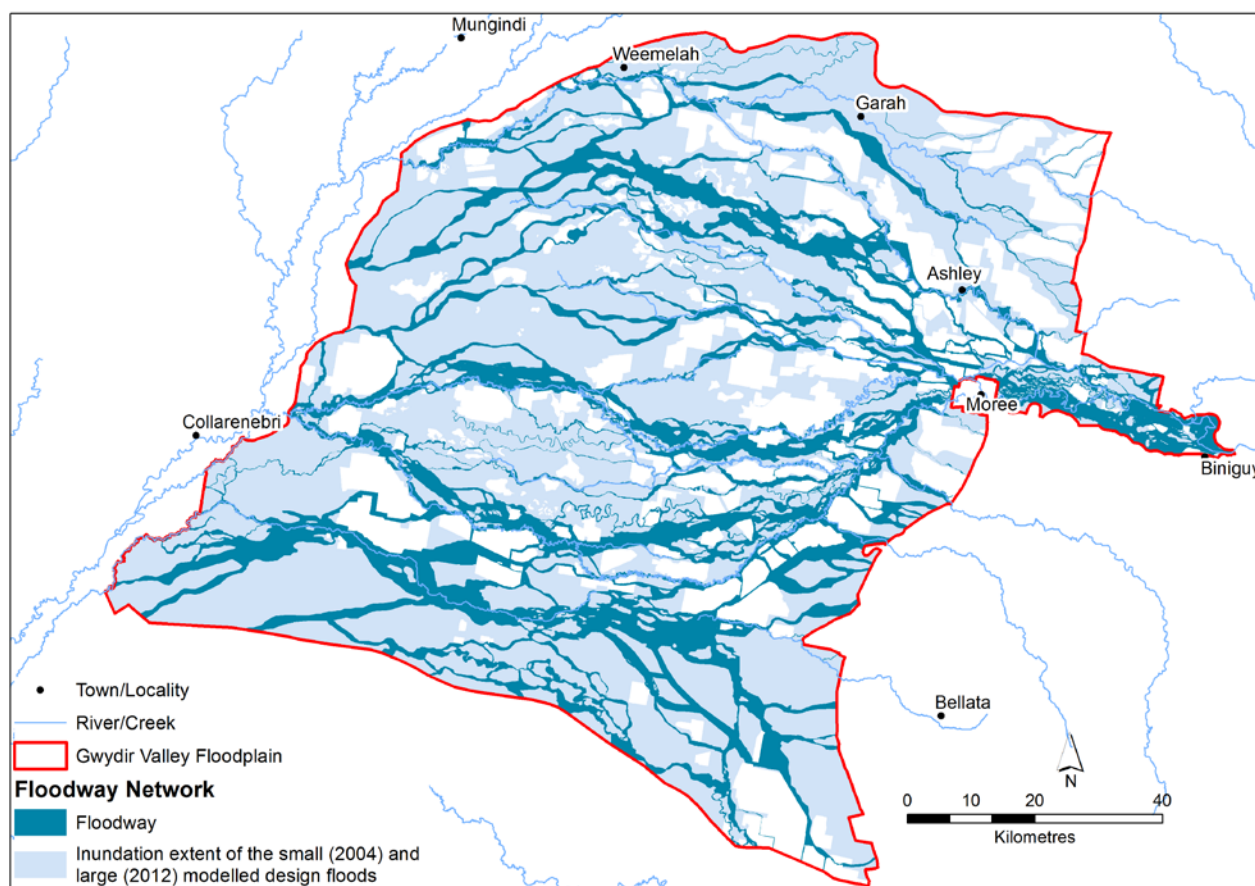 Mungindi
Weemelah
Garah
Ashley
Moree
Collarenebri
Biniguy
Bellata
Town/Locality
River/Creek
Gwydir Valley Floodplain
Floodway Network
Floodway
Inundation extent of the small (2004) and
large (2012) modelled design floods
N
0 10 20 40
Kilometres